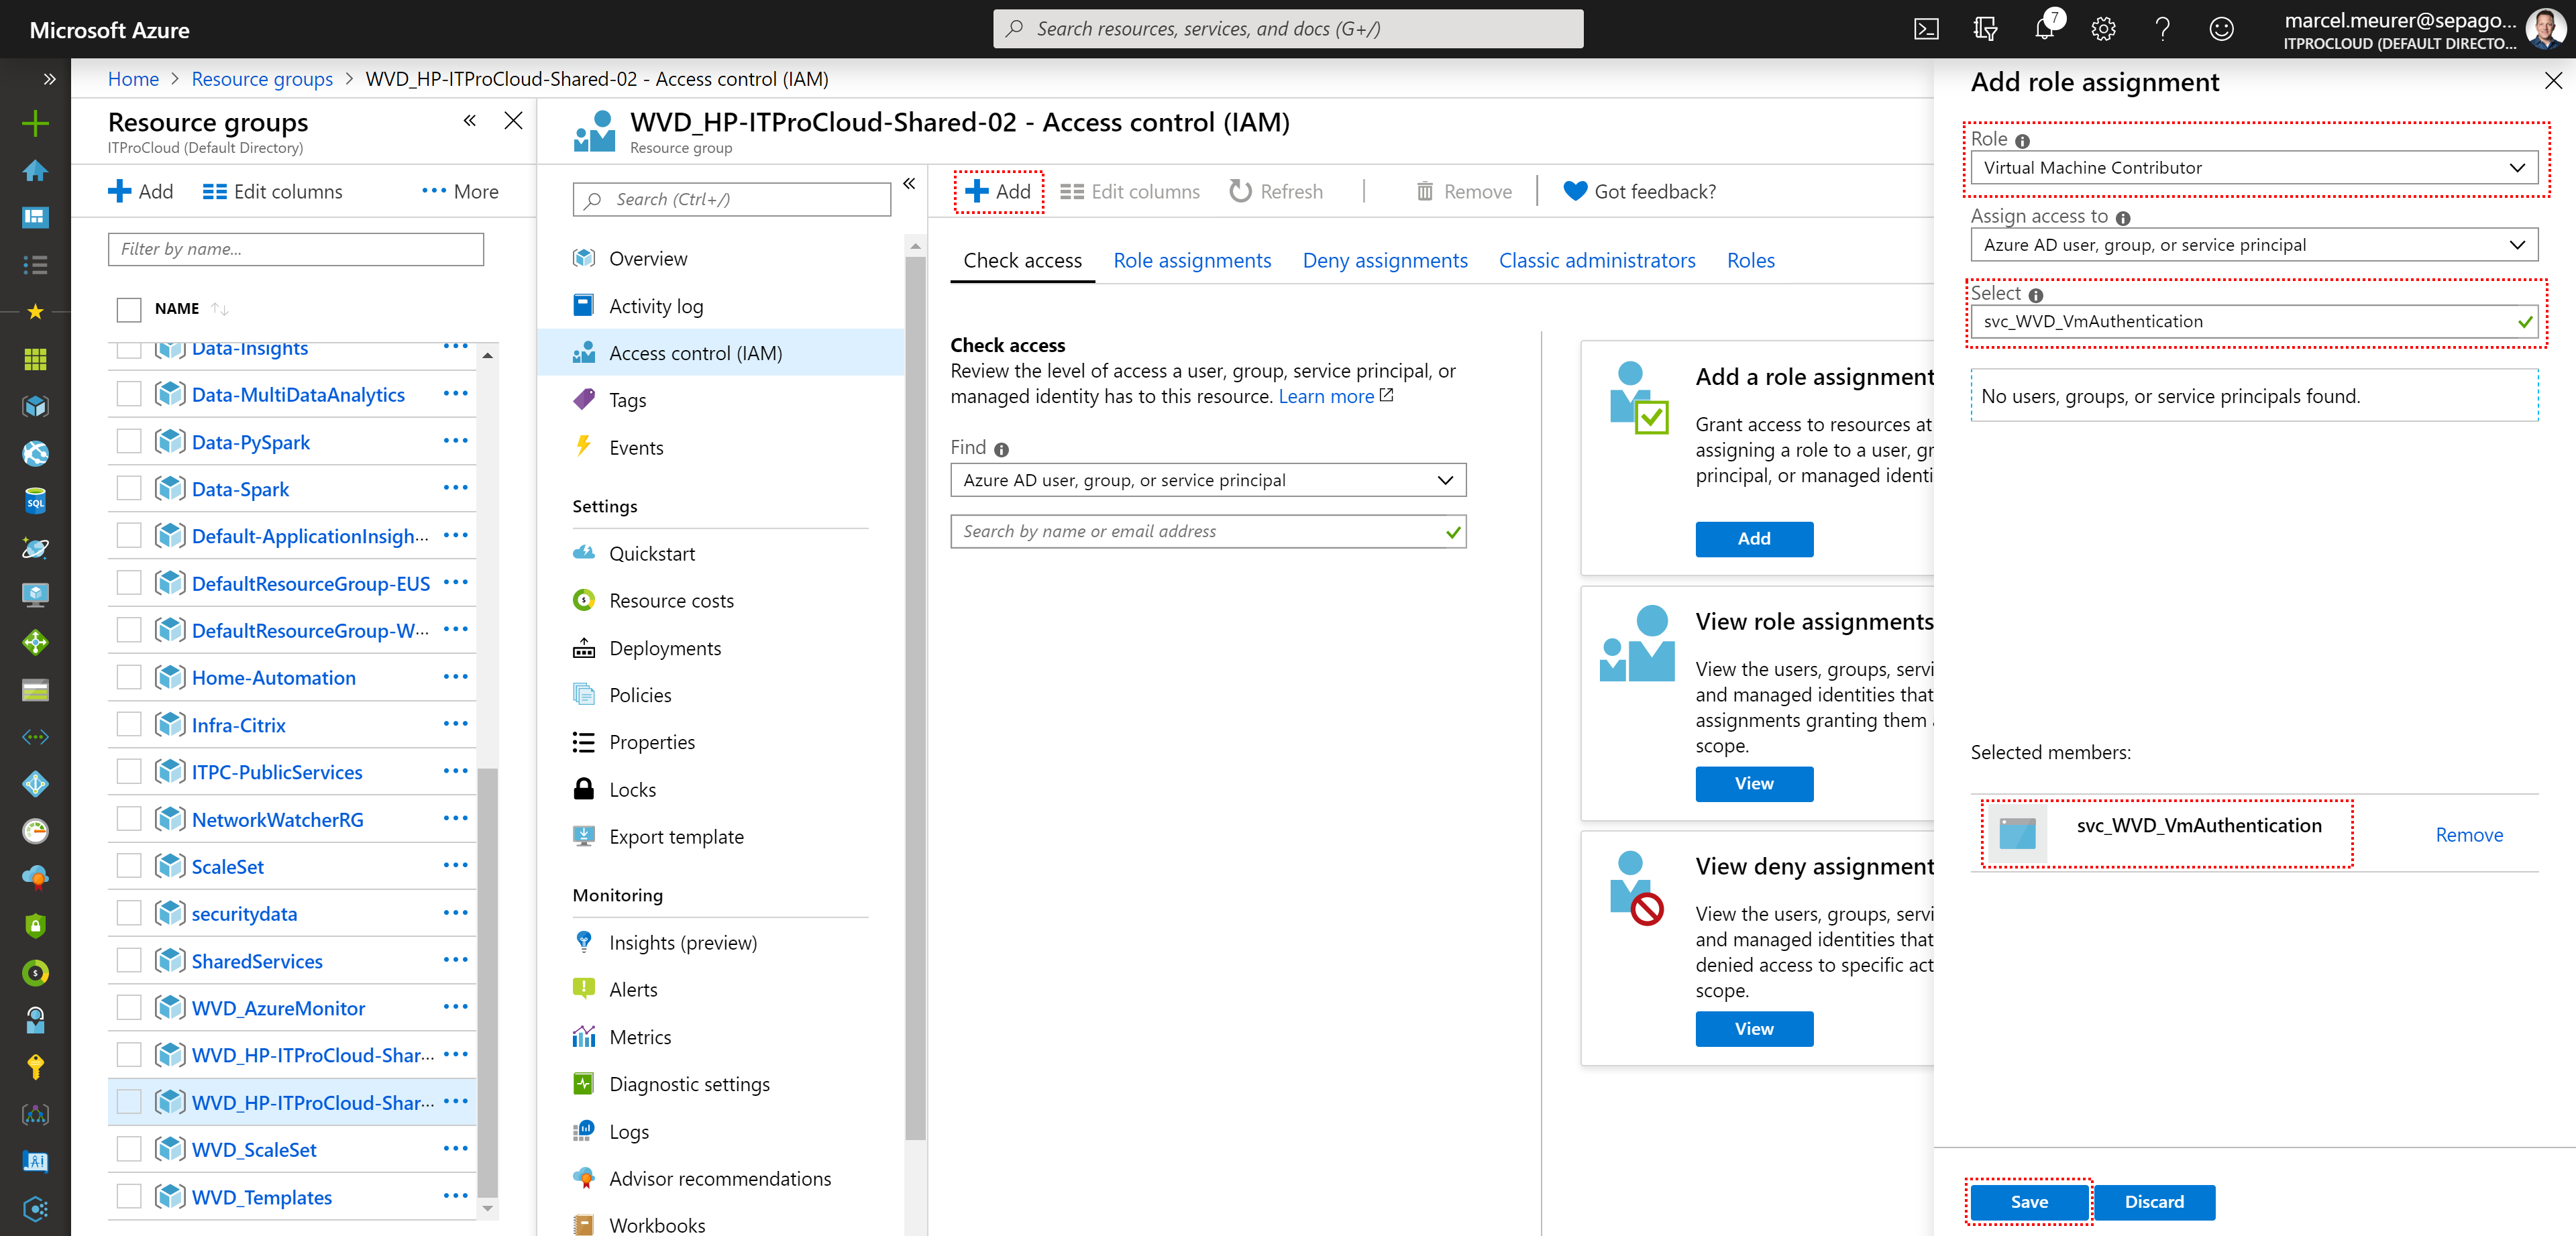 Microsoft Azure
Search resources, services, and docs (G+/)
7
marcel.meurer@sepago...
ITPROCLOUD (DEFAULT DIRECTO...
Home > Resource groups > WVD_HP-ITProCloud-Shared-02 - Access control (IAM)
Resource groups
ITProCloud (Default Directory)
Add
Edit columns
More
Filter by name...
NAME
Data-Insights
Data-MultiDataAnalytics
Data-PySpark
Data-Spark
Default-ApplicationInsigh...
DefaultResourceGroup-EUS
DefaultResourceGroup-W...
Home-Automation
Infra-Citrix
ITPC-PublicServices
NetworkWatcherRG
ScaleSet
securitydata
SharedServices
WVD_AzureMonitor
WVD_HP-ITProCloud-Shar...
WVD_HP-ITProCloud-Shar...
WVD_ScaleSet
WVD_Templates
WVD_HP-ITProCloud-Shared-02 - Access control (IAM)
Resource group
Search (Ctrl+/)
Overview
Activity log
Access control (IAM)
Tags
Events
Settings
Quickstart
Resource costs
Deployments
Policies
Properties
Locks
Export template
Monitoring
Insights (preview)
Alerts
Metrics
Diagnostic settings
Logs
Advisor recommendations
Workbooks
Add
Edit columns
Refresh
Remove
Got feedback?
Check access
Role assignments
Deny assignments
Classic administrators
Roles
Check access
Review the level of access a user, group, service principal, or
managed identity has to this resource. Learn more
Find
Azure AD user, group, or service principal
Search by name or email address
Add a role assignment
Grant access to resources at
assigning a role to a user, gr
principal, or managed identi
Add
View role assignments
View the users, groups, servi
and managed identities that
assignments granting them
scope.
View
View deny assignment
View the users, groups, servi
and managed identities that
denied access to specific act
scope.
View
Add role assignment
Role
Virtual Machine Contributor
Assign access to
Azure AD user, group, or service principal
Select
svc_WVD_VmAuthentication
No users, groups, or service principals found.
Selected members:
svc_WVD_VmAuthentication
Remove
Save
Discard